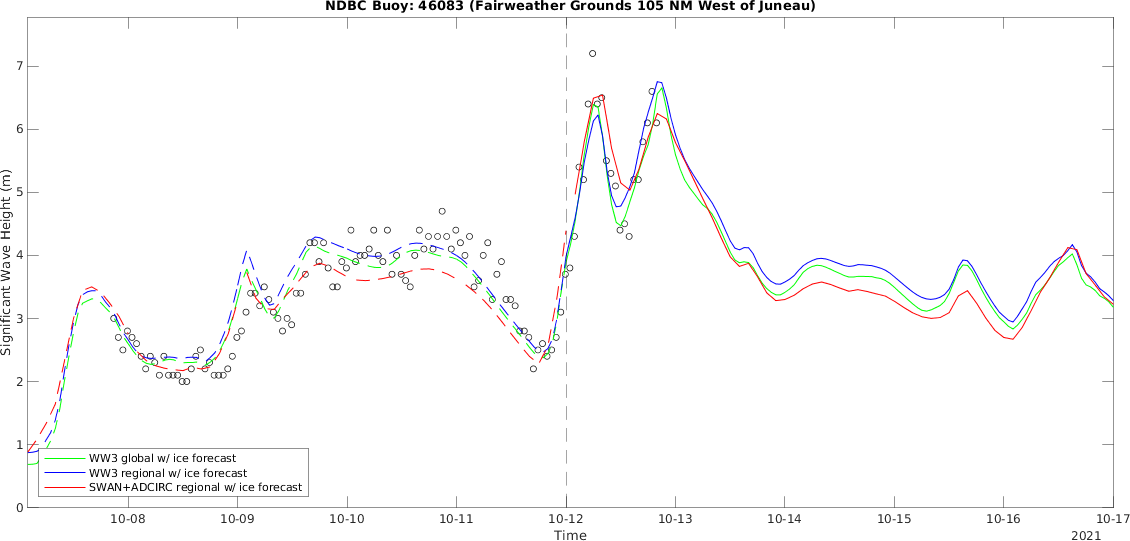 NDBC Buoy: 46083 (Fairweather Grounds 105 NM West of Juneau)
Significant Wave Height (m)
7
6
5
4
3
2
1
0
WW3 global w/ ice forecast
WW3 regional w/ ice forecast
SWAN+ADCIRC regional w/ ice forecast
10-08 10-09 10-10 10-11 10-12 10-13 10-14 10-15 10-16 10-17
Time
2021